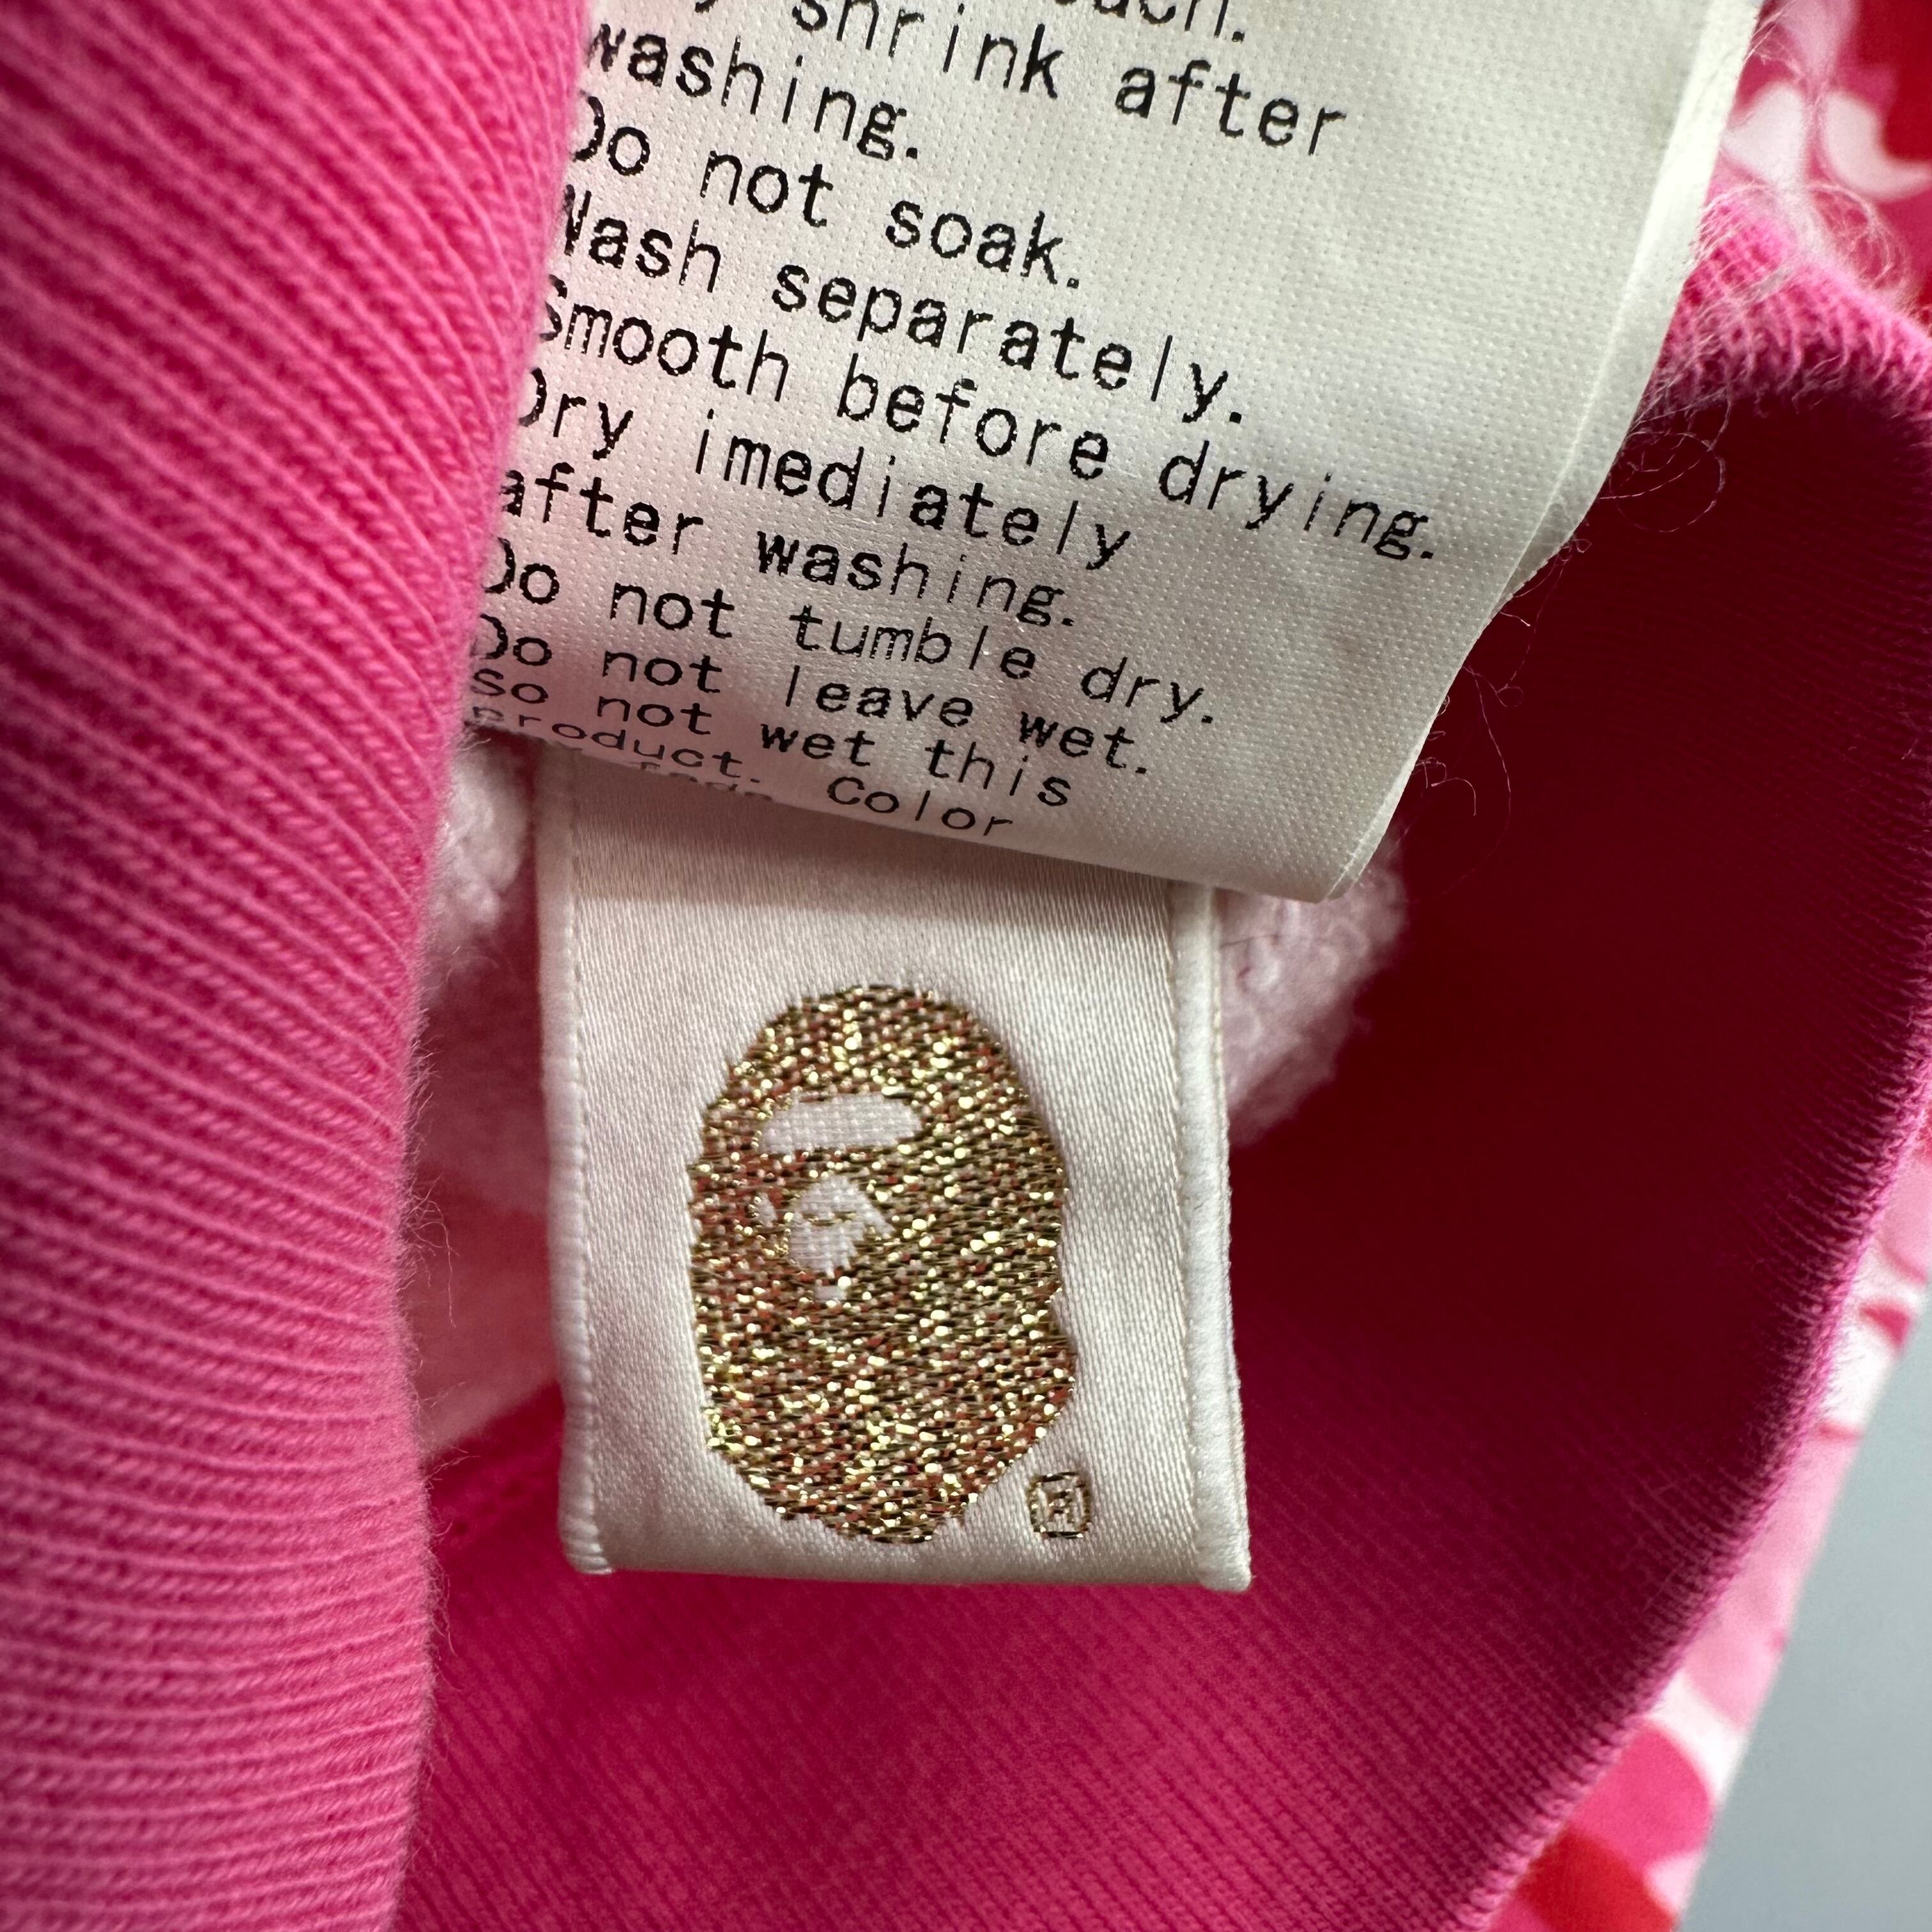 shrink after
washing.
Do not soak.
Wash separately.
Smooth before drying.
Dry imediately
after washing.
Do not tumble dry.
Do not leave wet.
So not wet this
product. Color
R